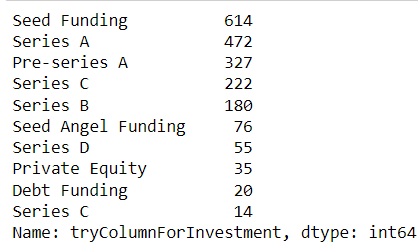 Seed Funding 614
Series A 472
Pre-series A 327
Series C 222
Series B 180
Seed Angel Funding 76
Series D 55
Private Equity 35
Debt Funding 20
Series C 14
Name: tryColumnForInvestment, dtype: int64